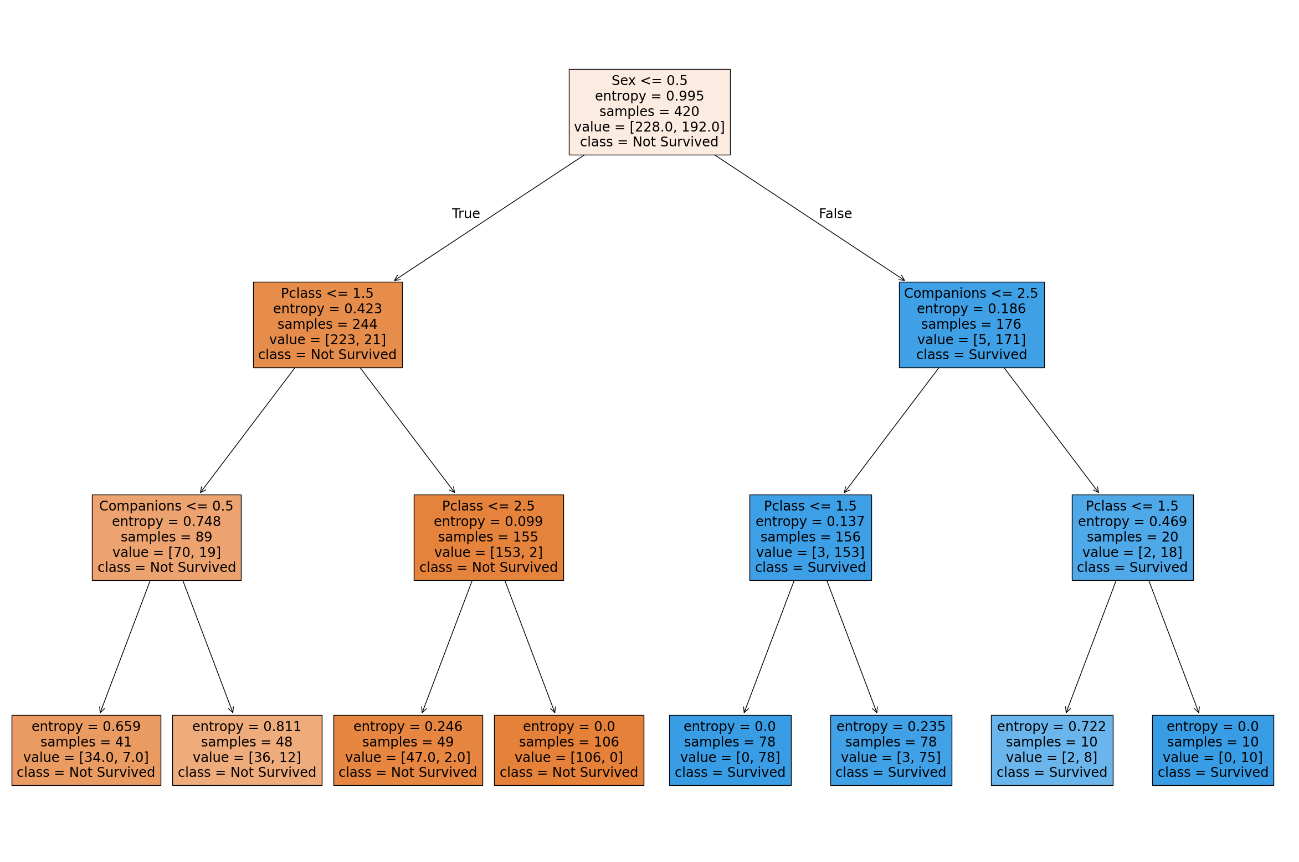 Sex <= 0.5
entropy = 0.995
samples = 420
value = [228.0, 192.0]
class = Not Survived
True
False
Pclass <= 1.5
entropy = 0.423
samples = 244
value = [223, 21]
class = Not Survived
Companions <= 2.5
entropy = 0.186
samples = 176
value = [5, 171]
class = Survived
Companions <= 0.5
entropy = 0.748
samples = 89
value = [70, 19]
class = Not Survived
Pclass <= 2.5
entropy = 0.099
samples = 155
value = [153, 2]
class = Not Survived
Pclass <= 1.5
entropy = 0.137
samples = 156
value = [3, 153]
class = Survived
Pclass <= 1.5
entropy = 0.469
samples = 20
value = [2, 18]
class = Survived
entropy = 0.659
samples = 41
value = [34.0, 7.0]
class = Not Survived
entropy = 0.811
samples = 48
value = [36, 12]
class = Not Survived
entropy = 0.246
samples = 49
value = [47.0, 2.0]
class = Not Survived
entropy = 0.0
samples = 106
value = [106, 0]
class = Not Survived
entropy = 0.0
samples = 78
value = [0, 78]
class = Survived
entropy = 0.235
samples = 78
value = [3, 75]
class = Survived
entropy = 0.722
samples = 10
value = [2, 8]
class = Survived
entropy = 0.0
samples = 10
value = [0, 10]
class = Survived